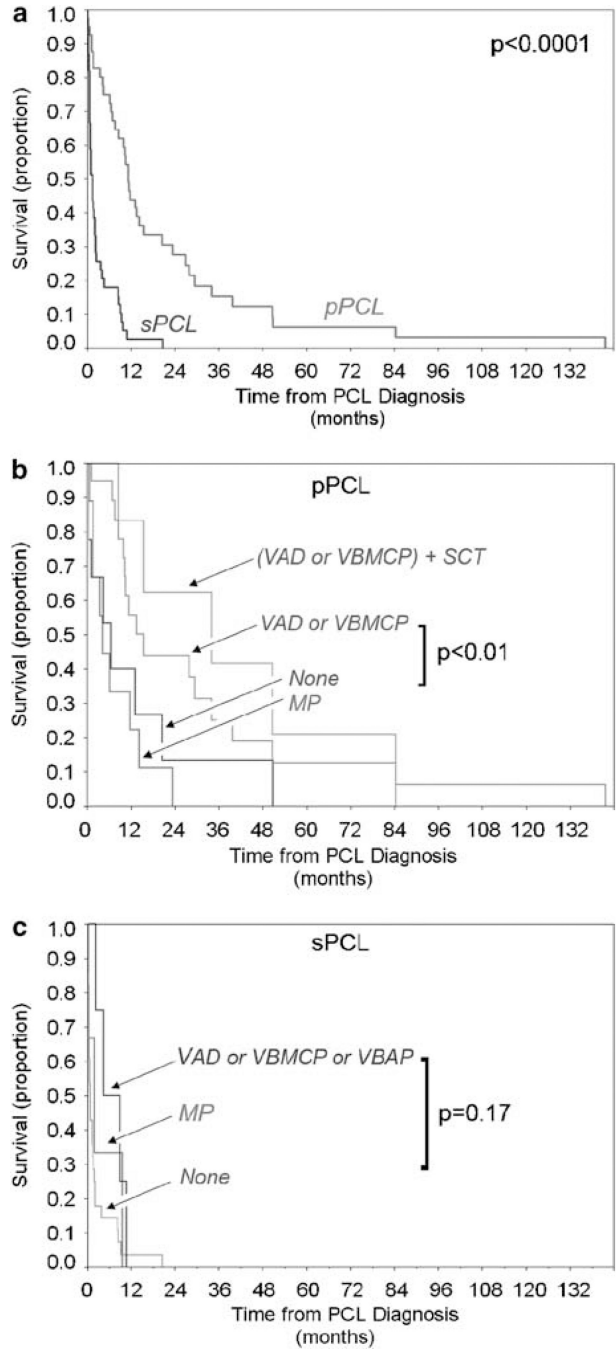 a
p<0.0001
Survival (proportion)
1.0
0.9
0.8
0.7
0.6
0.5
0.4
0.3
0.2
0.1
0.0
sPCL
pPCL
0 12 24 36 48 60 72 84 96 108 120 132
Time from PCL Diagnosis
(months)
b
pPCL
Survival (proportion)
1.0
0.9
0.8
0.7
0.6
0.5
0.4
0.3
0.2
0.1
0.0
(VAD or VBMCP) + SCT
VAD or VBMCP
p<0.01
None
MP
0 12 24 36 48 60 72 84 96 108 120 132
Time from PCL Diagnosis
(months)
c
sPCL
Survival (proportion)
1.0
0.9
0.8
0.7
0.6
0.5
0.4
0.3
0.2
0.1
0.0
VAD or VBMCP or VBAP
MP
p=0.17
None
0 12 24 36 48 60 72 84 96 108 120 132
Time from PCL Diagnosis
(months)